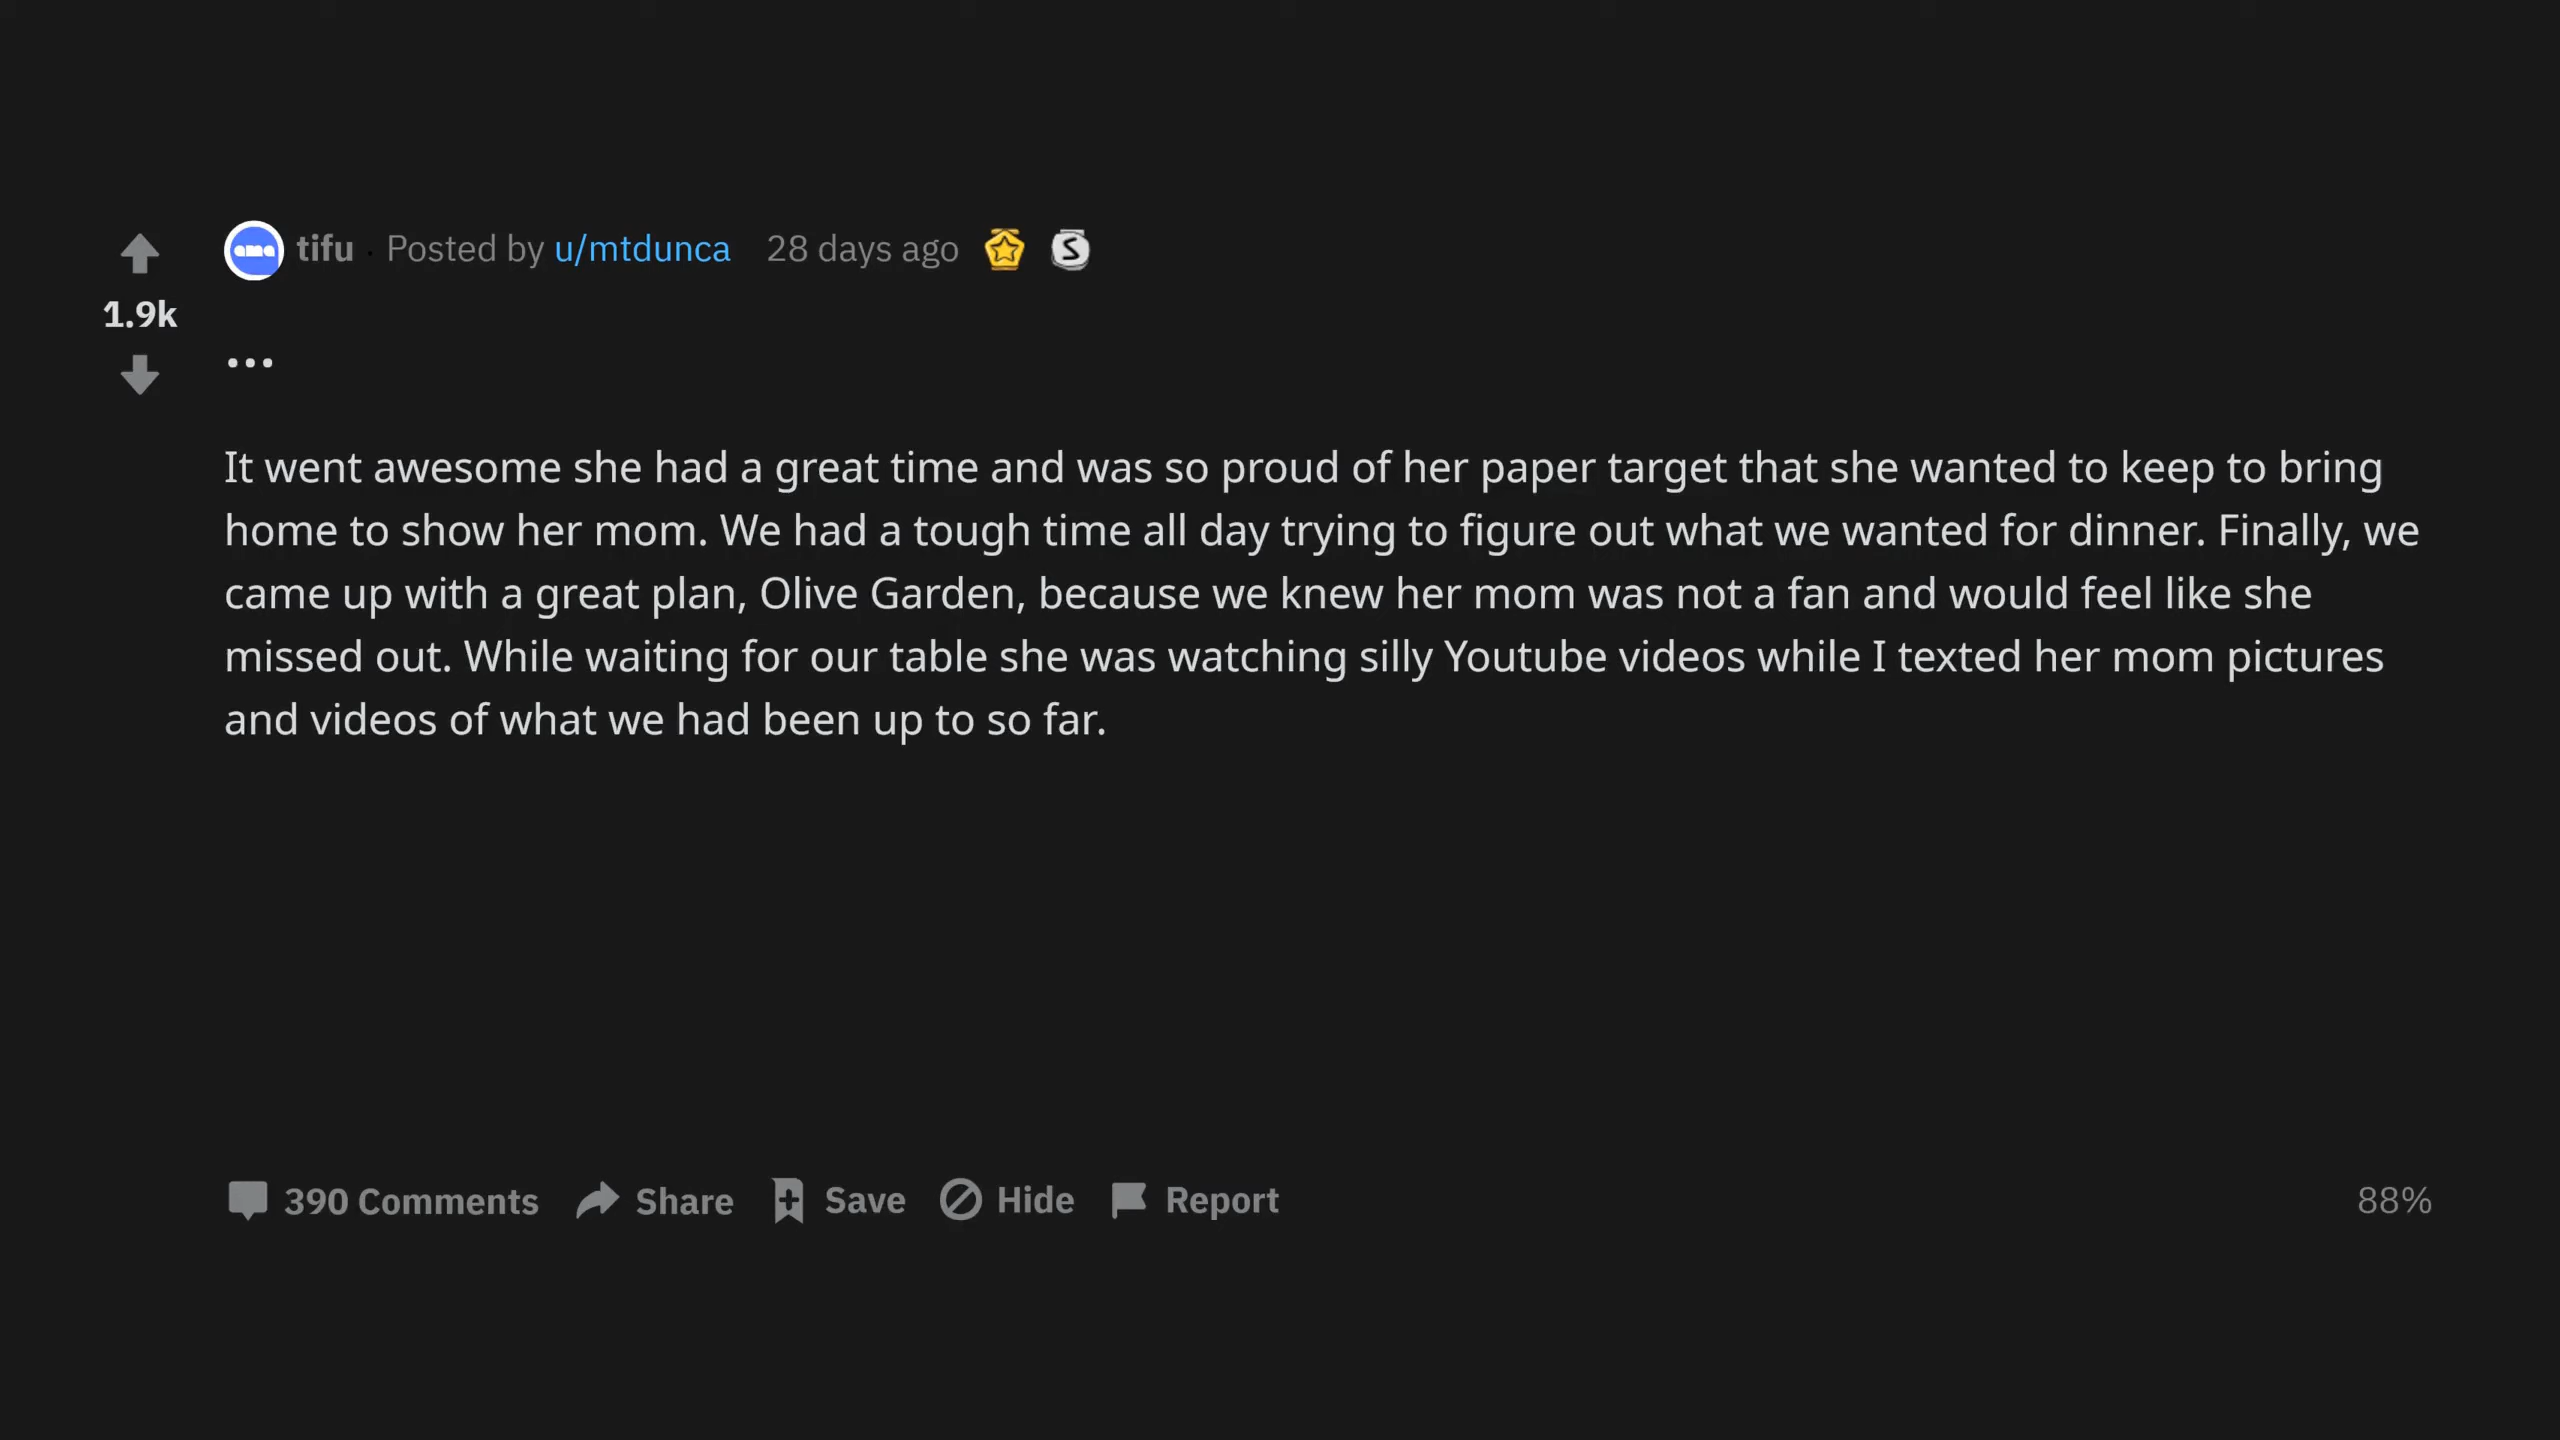 ama tifu · Posted by u/mtdunca 28 days ago S
1.9k
...
It went awesome she had a great time and was so proud of her paper target that she wanted to keep to bring
home to show her mom. We had a tough time all day trying to figure out what we wanted for dinner. Finally, we
came up with a great plan, Olive Garden, because we knew her mom was not a fan and would feel like she
missed out. While waiting for our table she was watching silly Youtube videos while I texted her mom pictures
and videos of what we had been up to so far.
390 Comments Share Save Hide Report 88%